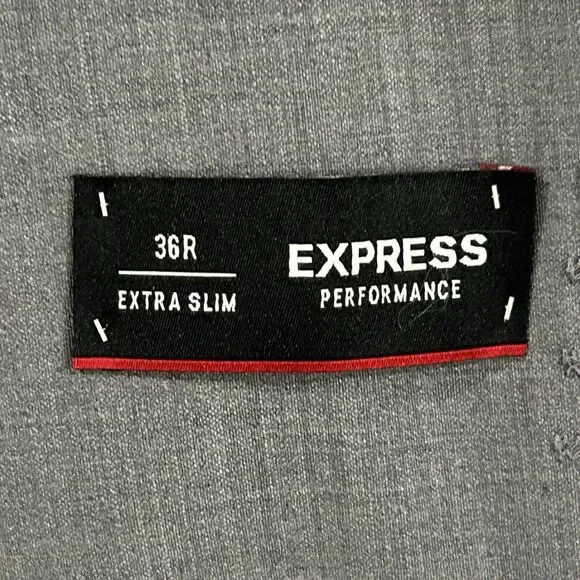 36R
EXTRA SLIM
EXPRESS
PERFORMANCE